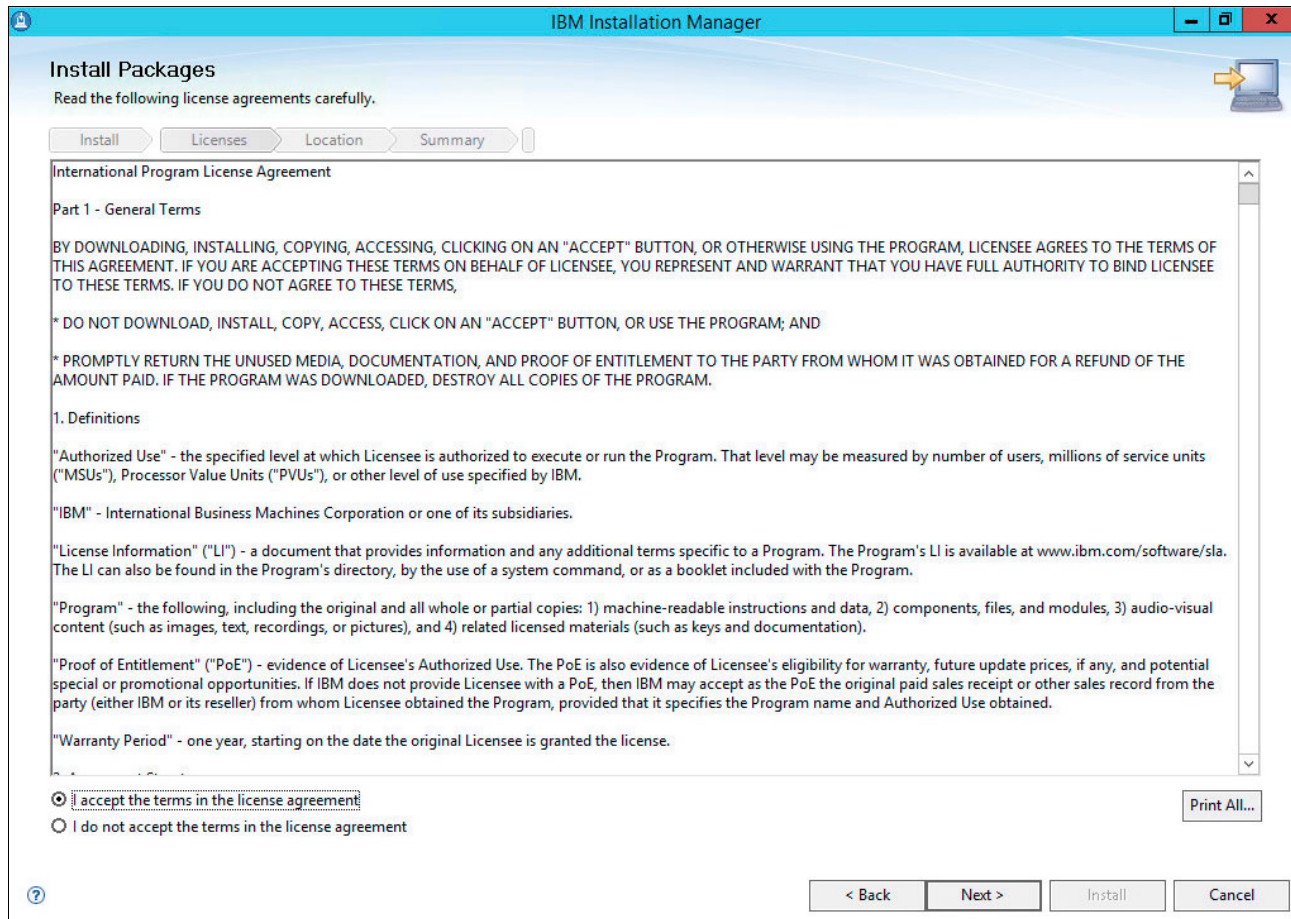 IBM Installation Manager
Install Packages
Read the following license agreements carefully.
Install
Licenses
Location
Summary
International Program License Agreement
Part 1 - General Terms
BY DOWNLOADING, INSTALLING, COPYING, ACCESSING, CLICKING ON AN "ACCEPT" BUTTON, OR OTHERWISE USING THE PROGRAM, LICENSEE AGREES TO THE TERMS OF
THIS AGREEMENT. IF YOU ARE ACCEPTING THESE TERMS ON BEHALF OF LICENSEE, YOU REPRESENT AND WARRANT THAT YOU HAVE FULL AUTHORITY TO BIND LICENSEE
TO THESE TERMS. IF YOU DO NOT AGREE TO THESE TERMS,
* DO NOT DOWNLOAD, INSTALL, COPY, ACCESS, CLICK ON AN "ACCEPT" BUTTON, OR USE THE PROGRAM; AND
* PROMPTLY RETURN THE UNUSED MEDIA, DOCUMENTATION, AND PROOF OF ENTITLEMENT TO THE PARTY FROM WHOM IT WAS OBTAINED FOR A REFUND OF THE
AMOUNT PAID. IF THE PROGRAM WAS DOWNLOADED, DESTROY ALL COPIES OF THE PROGRAM.
1. Definitions
"Authorized Use" - the specified level at which Licensee is authorized to execute or run the Program. That level may be measured by number of users, millions of service units
("MSUs"), Processor Value Units ("PVUs"), or other level of use specified by IBM.
"IBM" - International Business Machines Corporation or one of its subsidiaries.
"License Information" ("LI") - a document that provides information and any additional terms specific to a Program. The Program's LI is available at www.ibm.com/software/sla.
The LI can also be found in the Program's directory, by the use of a system command, or as a booklet included with the Program.
"Program" - the following, including the original and all whole or partial copies: 1) machine-readable instructions and data, 2) components, files, and modules, 3) audio-visual
content (such as images, text, recordings, or pictures), and 4) related licensed materials (such as keys and documentation).
"Proof of Entitlement" ("PoE") - evidence of Licensee's Authorized Use. The PoE is also evidence of Licensee's eligibility for warranty, future update prices, if any, and potential
special or promotional opportunities. If IBM does not provide Licensee with a PoE, then IBM may accept as the PoE the original paid sales receipt or other sales record from the
party (either IBM or its reseller) from whom Licensee obtained the Program, provided that it specifies the Program name and Authorized Use obtained.
"Warranty Period" - one year, starting on the date the original Licensee is granted the license.
I accept the terms in the license agreement
Print All...
I do not accept the terms in the license agreement
< Back
Next >
Install
Cancel